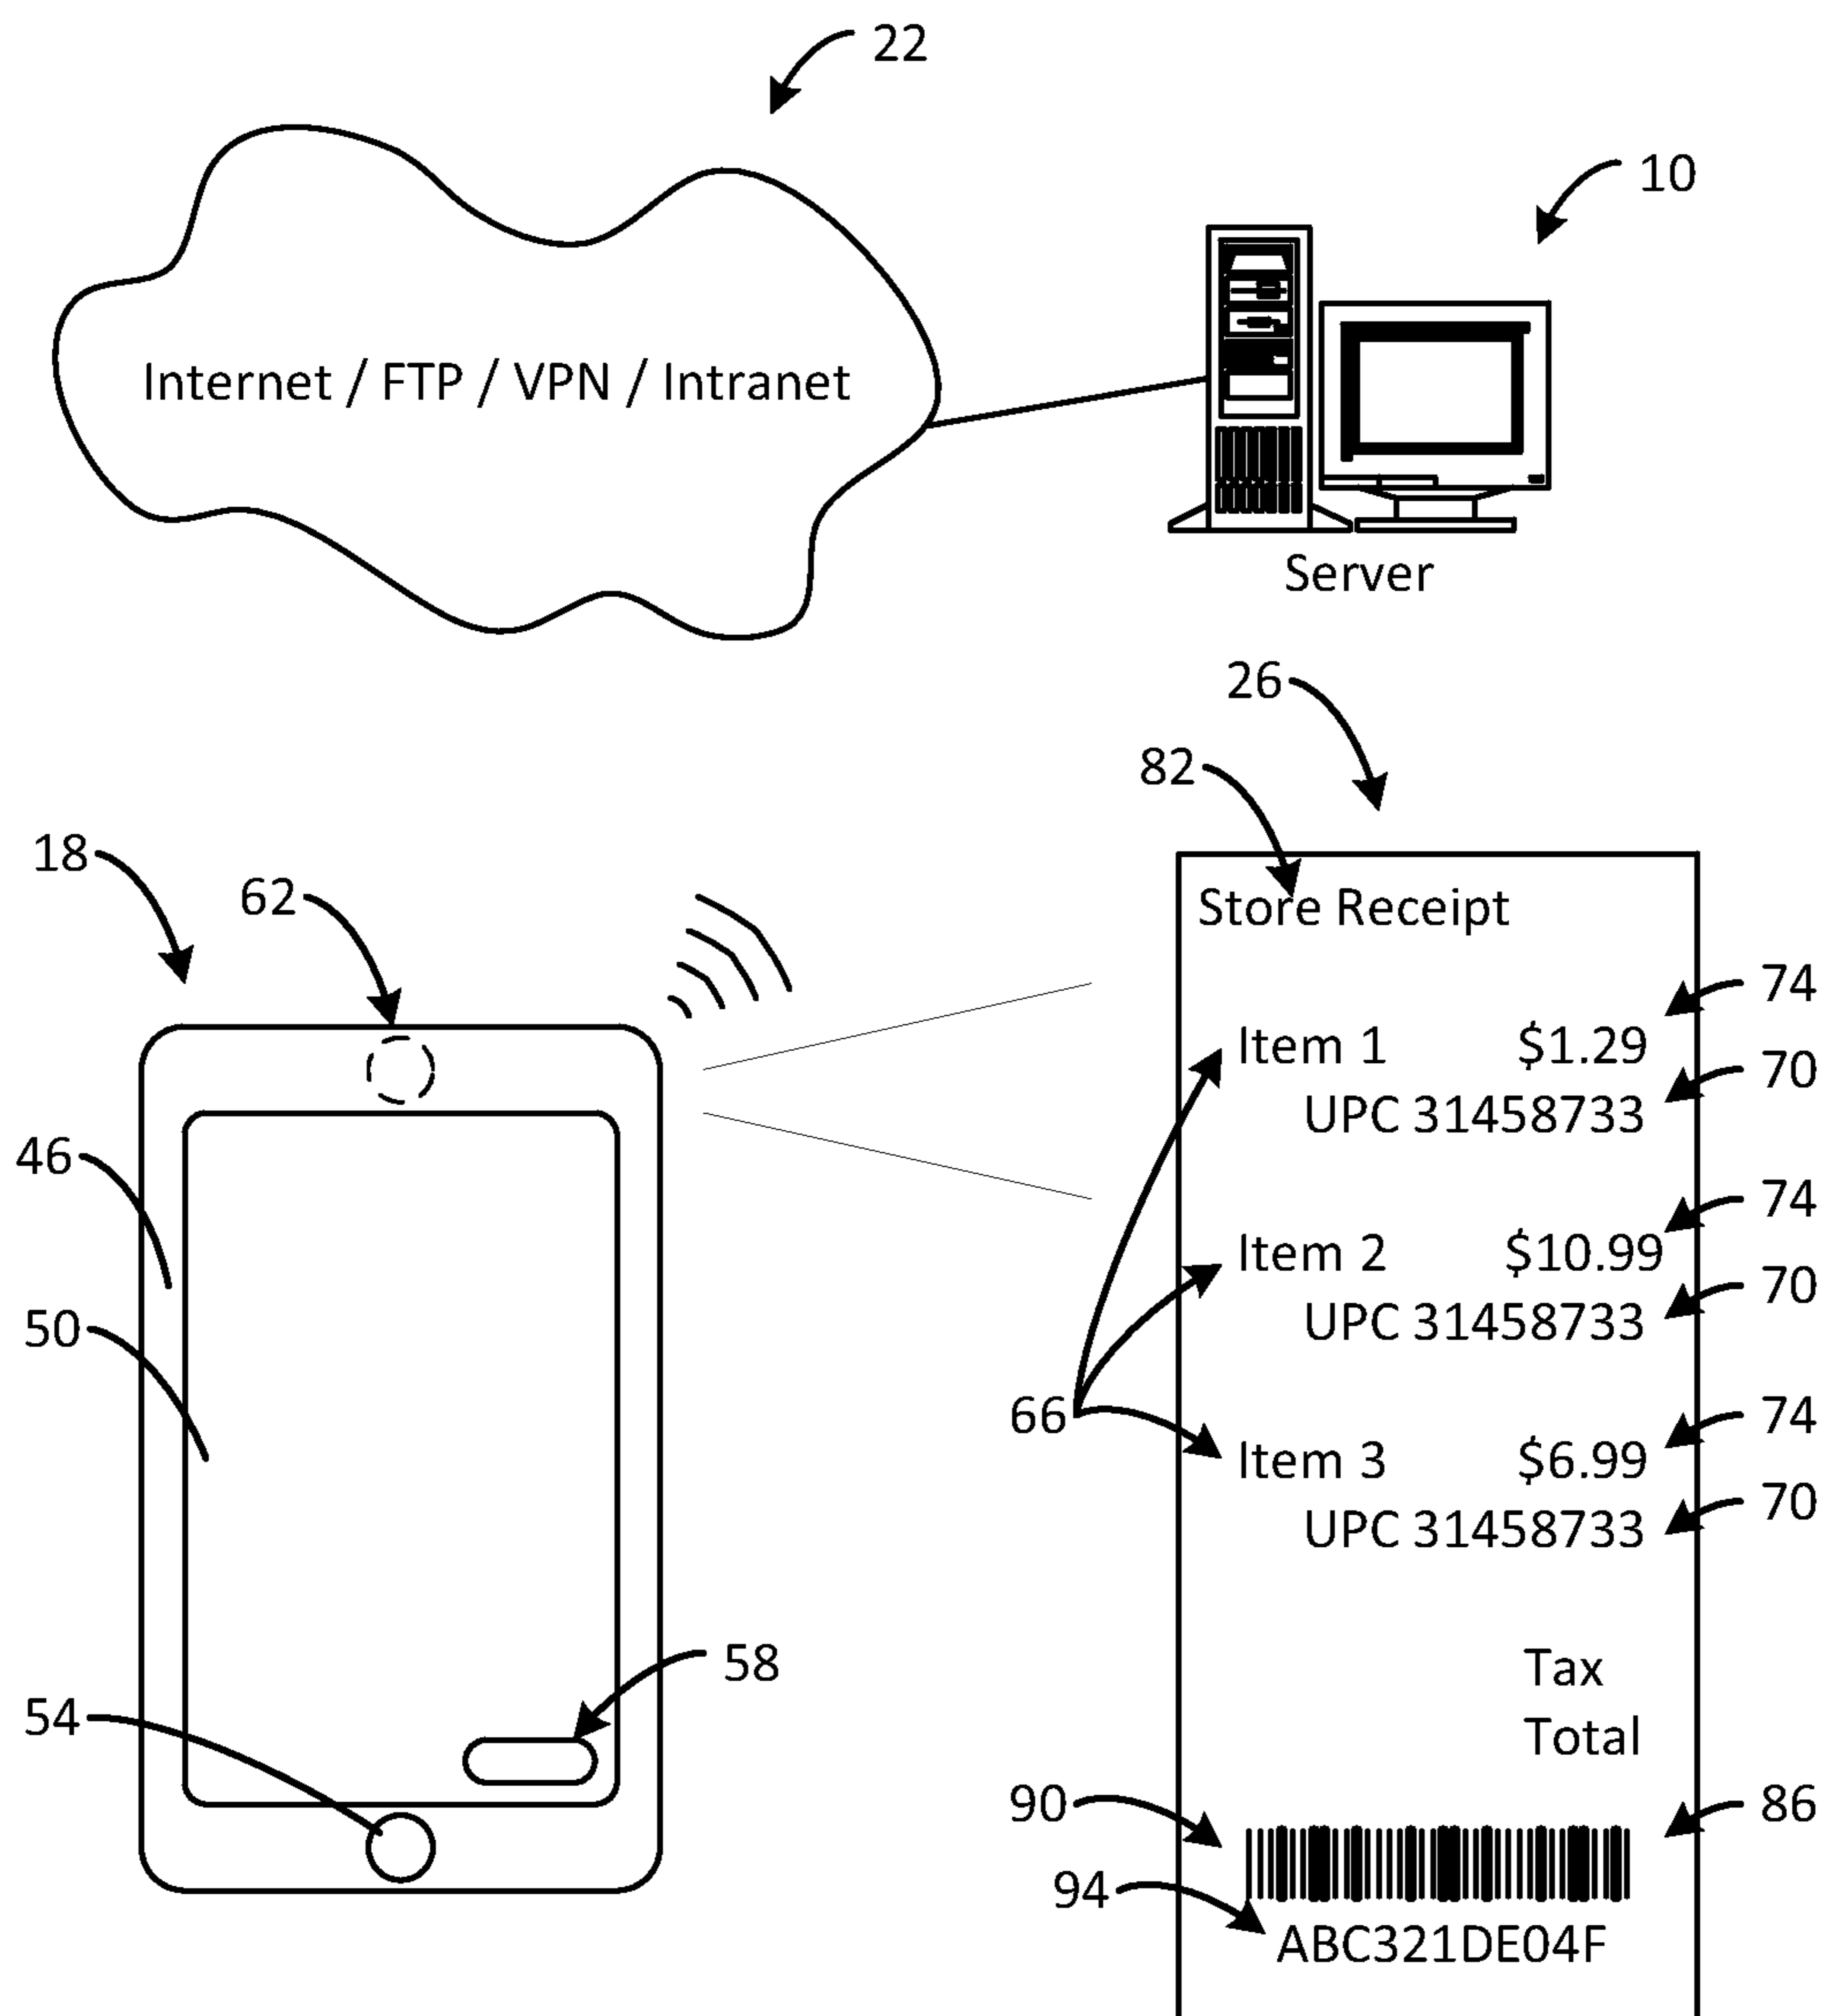 22
10
Internet / FTP / VPN / Intranet
Server
26
82
18
62
Store Receipt
74
Item 1 $1.29
70
UPC 31458733
46
74
Item 2 $10.99
70
UPC 31458733
50
66
74
Item 3 $6.99
70
UPC 31458733
58
Tax
54
Total
90
86
94
ABC321DE04F